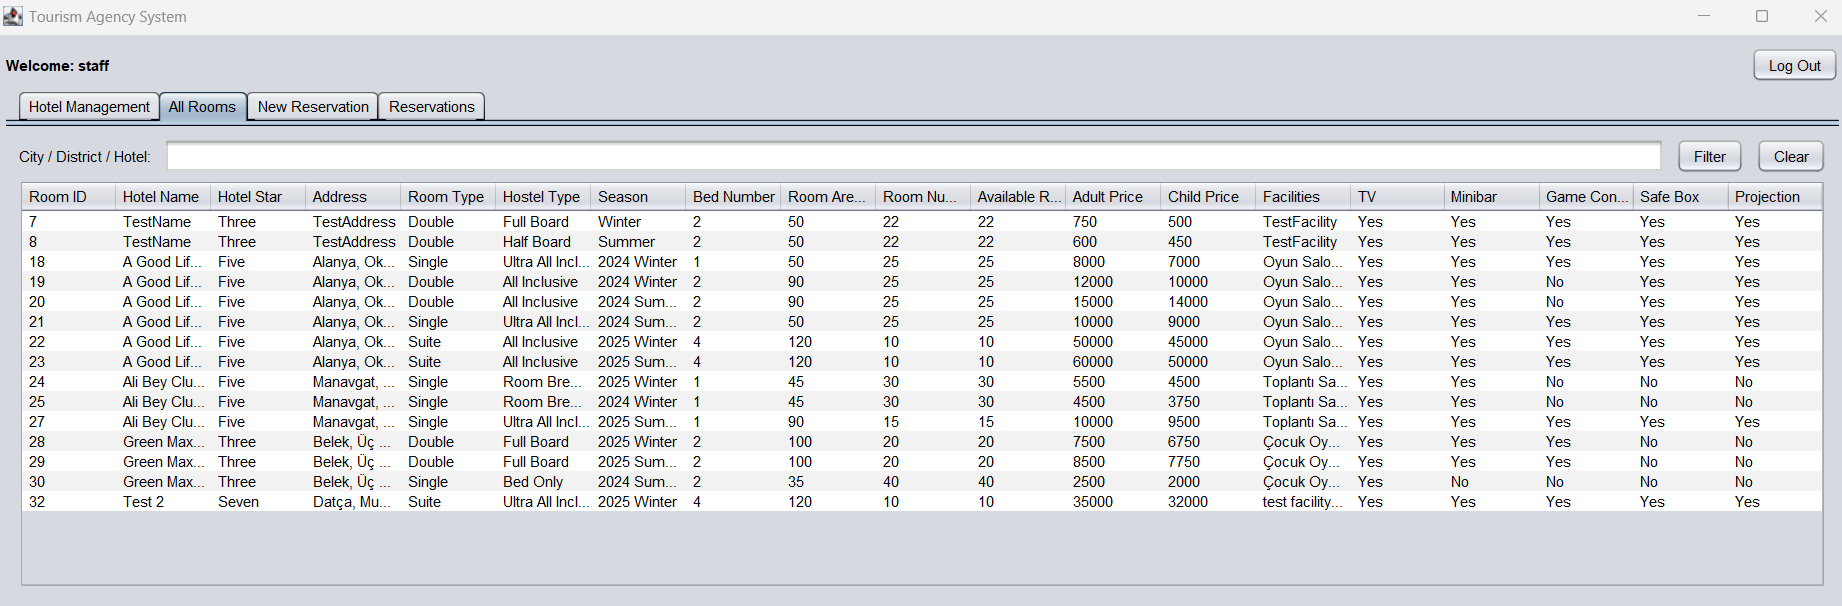 Tourism Agency System
Welcome: staff
Log Out
Hotel Management All Rooms New Reservation Reservations
City / District / Hotel: Filter Clear
Room ID Hotel Name Hotel Star Address Room Type Hostel Type Season Bed Number Room Are... Room Nu... Available R... Adult Price Child Price Facilities TV Minibar Game Con... Safe Box Projection
7 TestName Three TestAddress Double Full Board Winter 2 50 22 22 750 500 TestFacility Yes Yes Yes Yes Yes
8 TestName Three TestAddress Double Half Board Summer 2 50 22 22 600 450 TestFacility Yes Yes Yes Yes Yes
18 A Good Lif... Five Alanya, Ok... Single Ultra All Incl... 2024 Winter 1 50 25 25 8000 7000 Oyun Salo... Yes Yes Yes Yes Yes
19 A Good Lif... Five Alanya, Ok... Double All Inclusive 2024 Winter 2 90 25 25 12000 10000 Oyun Salo... Yes Yes No Yes Yes
20 A Good Lif... Five Alanya, Ok... Double All Inclusive 2024 Sum... 2 90 25 25 15000 14000 Oyun Salo... Yes Yes No Yes Yes
21 A Good Lif... Five Alanya, Ok... Single Ultra All Incl... 2024 Sum... 2 50 25 25 10000 9000 Oyun Salo... Yes Yes Yes Yes Yes
22 A Good Lif... Five Alanya, Ok... Suite All Inclusive 2025 Winter 4 120 10 10 50000 45000 Oyun Salo... Yes Yes Yes Yes Yes
23 A Good Lif... Five Alanya, Ok... Suite All Inclusive 2025 Sum... 4 120 10 10 60000 50000 Oyun Salo... Yes Yes Yes Yes Yes
24 Ali Bey Clu... Five Manavgat, ... Single Room Bre... 2025 Winter 1 45 30 30 5500 4500 Toplantı Sa... Yes Yes No No No
25 Ali Bey Clu... Five Manavgat, ... Single Room Bre... 2024 Winter 1 45 30 30 4500 3750 Toplantı Sa... Yes Yes No No No
27 Ali Bey Clu... Five Manavgat, ... Single Ultra All Incl... 2025 Sum... 1 90 15 15 10000 9500 Toplantı Sa... Yes Yes Yes Yes Yes
28 Green Max... Three Belek, Üç ... Double Full Board 2025 Winter 2 100 20 20 7500 6750 Çocuk Oy... Yes Yes Yes No No
29 Green Max... Three Belek, Üç ... Double Full Board 2025 Sum... 2 100 20 20 8500 7750 Çocuk Oy... Yes Yes Yes No No
30 Green Max... Three Belek, Üç ... Single Bed Only 2024 Sum... 2 35 40 40 2500 2000 Çocuk Oy... Yes No No No No
32 Test 2 Seven Datça, Mu... Suite Ultra All Incl... 2025 Winter 4 120 10 10 35000 32000 test facility... Yes Yes Yes Yes Yes